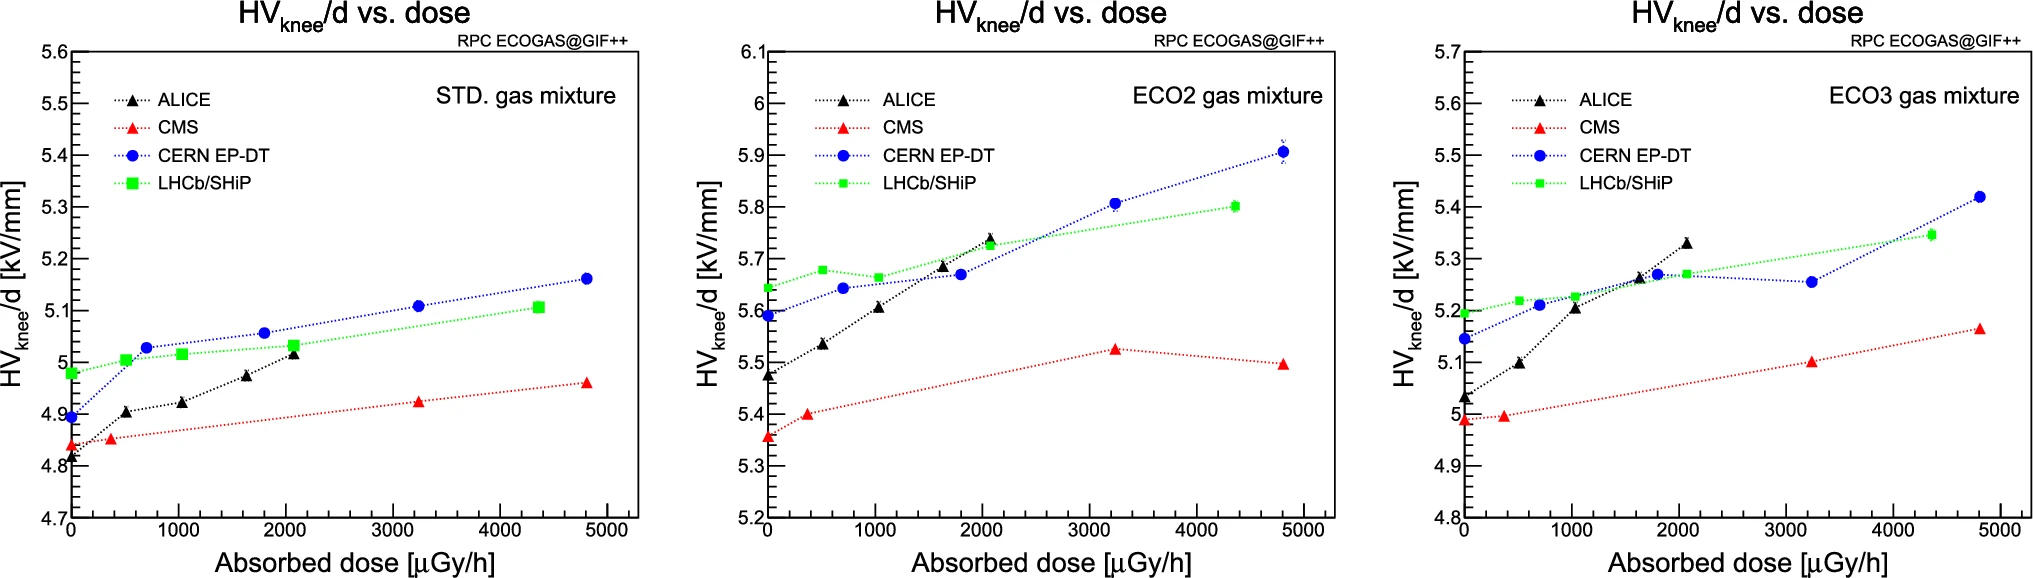 HVknee/d vs. dose
RPC ECOGAS@GIF++
STD. gas mixture
ALICE
CMS
CERN EP-DT
LHCb/SHiP
HVknee/d [kV/mm]
5.6
5.5
5.4
5.3
5.2
5.1
5
4.9
4.8
4.7
0 1000 2000 3000 4000 5000
Absorbed dose [μGy/h]
HVknee/d vs. dose
RPC ECOGAS@GIF++
ECO2 gas mixture
ALICE
CMS
CERN EP-DT
LHCb/SHiP
HVknee/d [kV/mm]
6.1
6
5.9
5.8
5.7
5.6
5.5
5.4
5.3
5.2
0 1000 2000 3000 4000 5000
Absorbed dose [μGy/h]
HVknee/d vs. dose
RPC ECOGAS@GIF++
ECO3 gas mixture
ALICE
CMS
CERN EP-DT
LHCb/SHiP
HVknee/d [kV/mm]
5.7
5.6
5.5
5.4
5.3
5.2
5.1
5
4.9
4.8
0 1000 2000 3000 4000 5000
Absorbed dose [μGy/h]